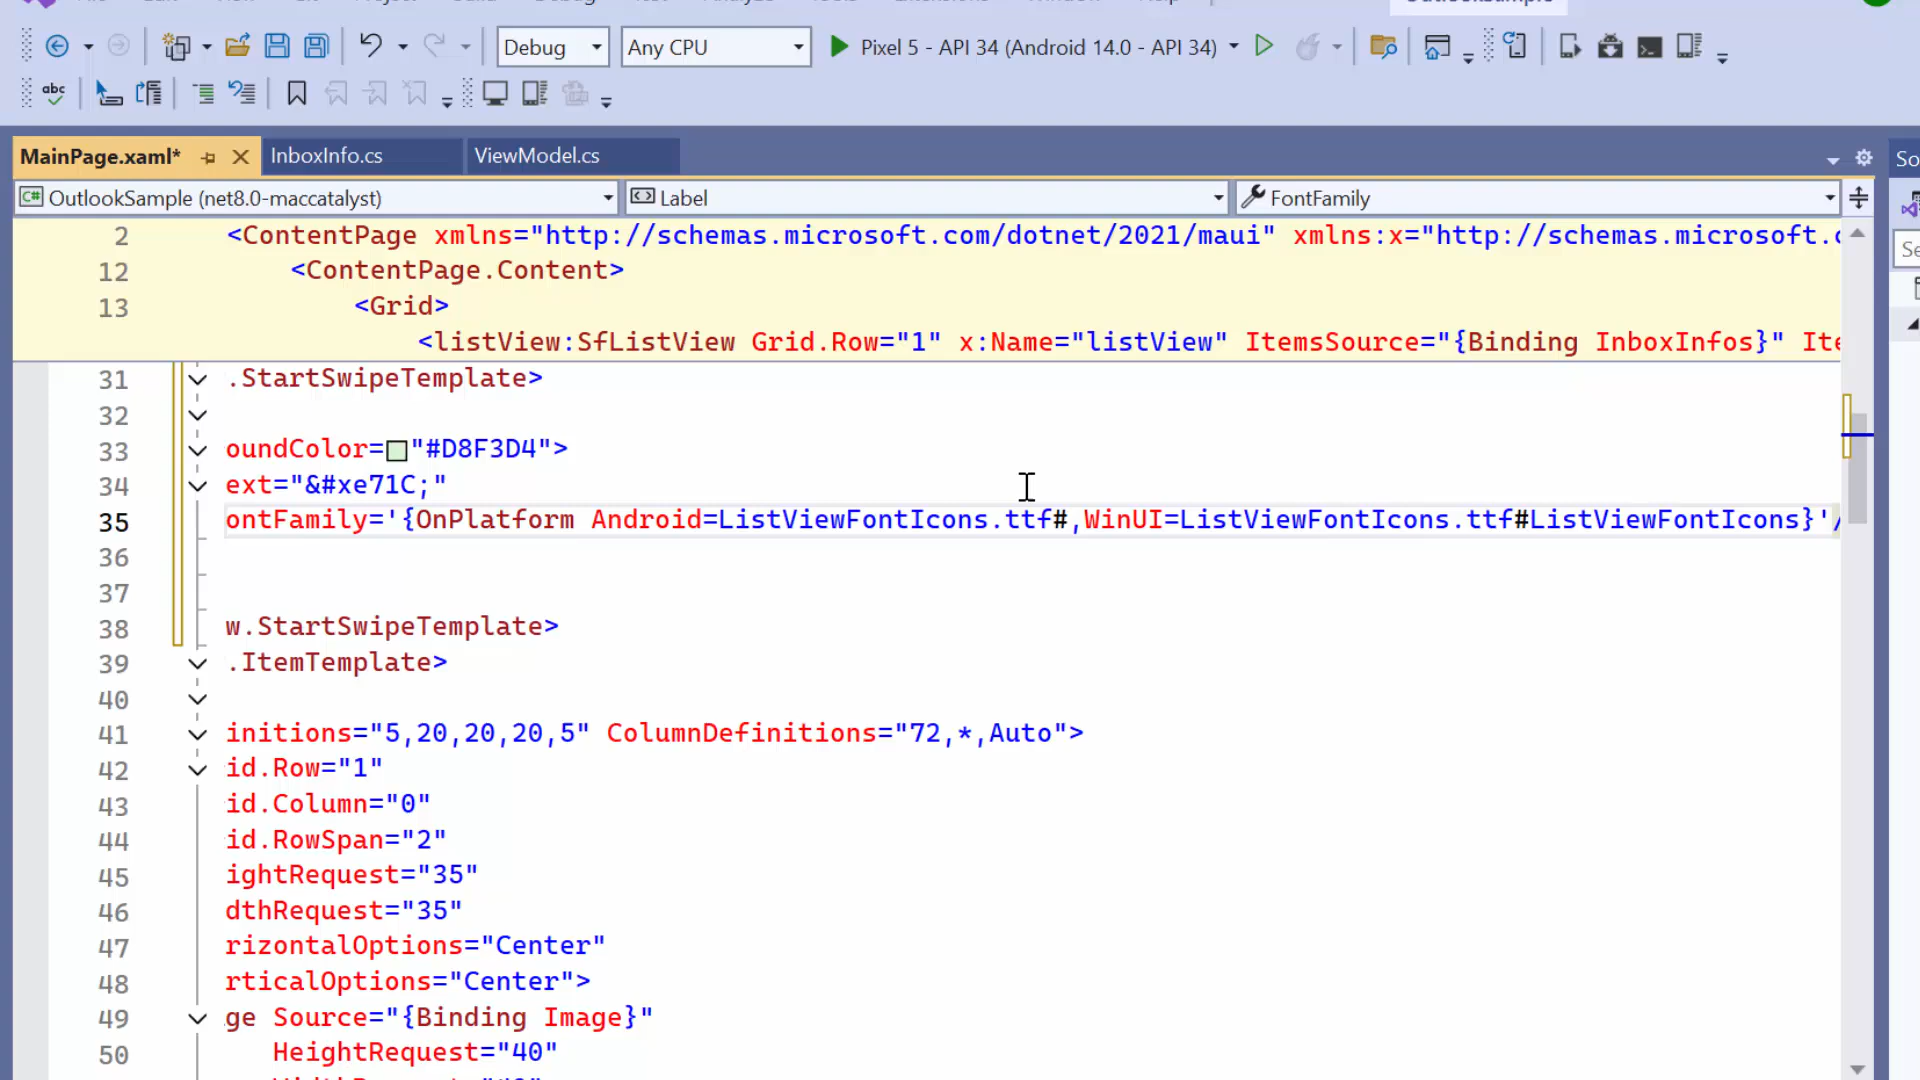 Debug
Any CPU
Pixel 5 - API 34 (Android 14.0 - API 34)
abc
MainPage.xaml*
InboxInfo.cs
ViewModel.cs
So
C# OutlookSample (net8.0-maccatalyst)
Label
FontFamily
2 <ContentPage xmlns="http://schemas.microsoft.com/dotnet/2021/maui" xmlns:x="http://schemas.microsoft.c
Se
12 <ContentPage.Content>
13 <Grid>
<listView:SfListView Grid.Row="1" x:Name="listView" ItemsSource="{Binding InboxInfos}" Ite
31 .StartSwipeTemplate>
32
33 oundColor="#D8F3D4">
34 ext="&#xe71C;"
35 ontFamily='{OnPlatform Android=ListViewFontIcons.ttf#,WinUI=ListViewFontIcons.ttf#ListViewFontIcons}'/
36
37
38 w.StartSwipeTemplate>
39 .ItemTemplate>
40
41 initions="5,20,20,20,5" ColumnDefinitions="72,*,Auto">
42 id.Row="1"
43 id.Column="0"
44 id.RowSpan="2"
45 ightRequest="35"
46 dthRequest="35"
47 rizontalOptions="Center"
48 rticalOptions="Center">
49 ge Source="{Binding Image}"
50 HeightRequest="40"